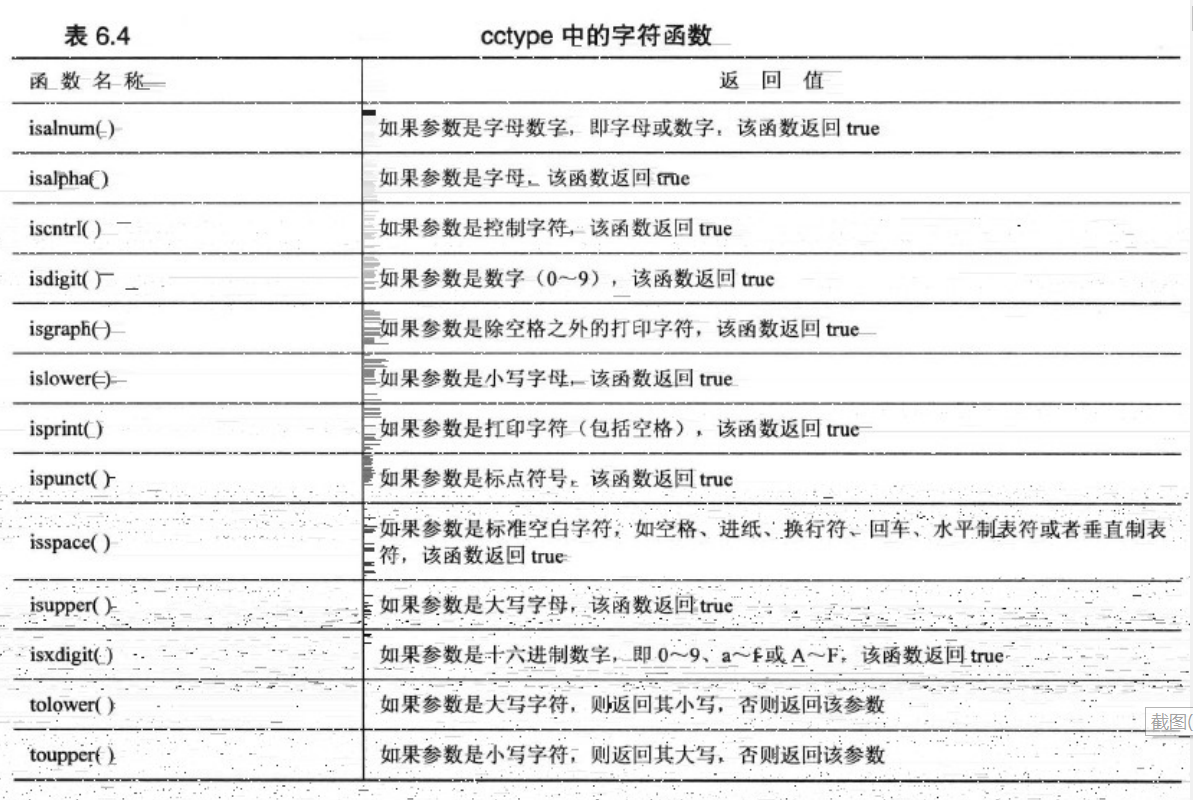 表 6.4 cctype 中的字符函数
函 数 名 称 返 回 值
isalnum( ) 如果参数是字母数字，即字母或数字，该函数返回 true
isalpha( ) 如果参数是字母，该函数返回 true
iscntrl( ) 如果参数是控制字符，该函数返回 true
isdigit( ) 如果参数是数字（0～9），该函数返回 true
isgraph( ) 如果参数是除空格之外的打印字符，该函数返回 true
islower( ) 如果参数是小写字母，该函数返回 true
isprint( ) 如果参数是打印字符（包括空格），该函数返回 true
ispunct( ) 如果参数是标点符号，该函数返回 true
isspace( ) 如果参数是标准空白字符，如空格、进纸、换行符、回车、水平制表符或者垂直制表
符，该函数返回 true
isupper( ) 如果参数是大写字母，该函数返回 true
isxdigit( ) 如果参数是十六进制数字，即 0～9、a～f 或 A～F，该函数返回 true
tolower( ) 如果参数是大写字符，则返回其小写，否则返回该参数
toupper( ) 如果参数是小写字符，则返回其大写，否则返回该参数
截图(